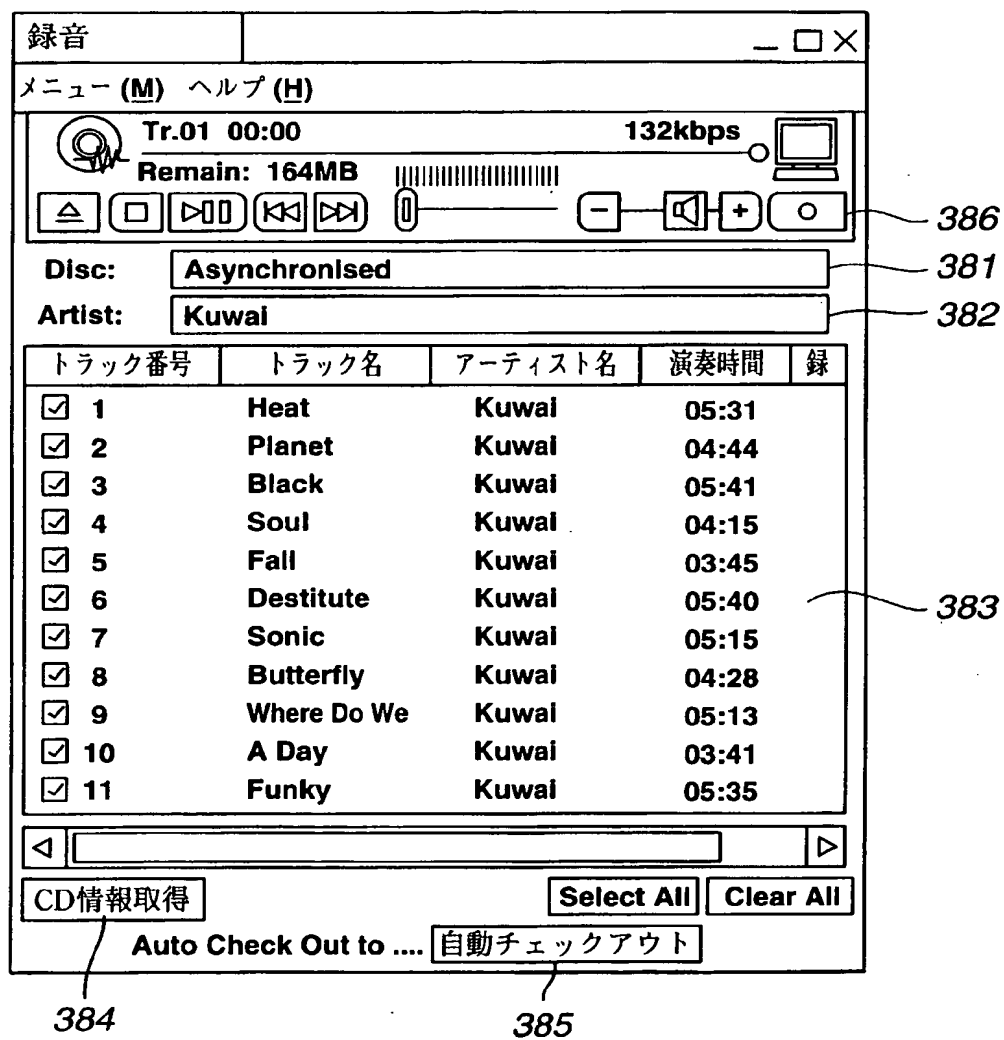 録音
メニュー (M) ヘルプ (H)
Tr.01 00:00 132kbps
Remain: 164MB
386
Disc: Asynchronised 381
Artist: Kuwai 382
トラック番号 トラック名 アーティスト名 演奏時間 録
1 Heat Kuwai 05:31
2 Planet Kuwai 04:44
3 Black Kuwai 05:41
4 Soul Kuwai 04:15
5 Fall Kuwai 03:45
6 Destitute Kuwai 05:40 383
7 Sonic Kuwai 05:15
8 Butterfly Kuwai 04:28
9 Where Do We Kuwai 05:13
10 A Day Kuwai 03:41
11 Funky Kuwai 05:35
CD情報取得 Select All Clear All
Auto Check Out to .... 自動チェックアウト
384 385